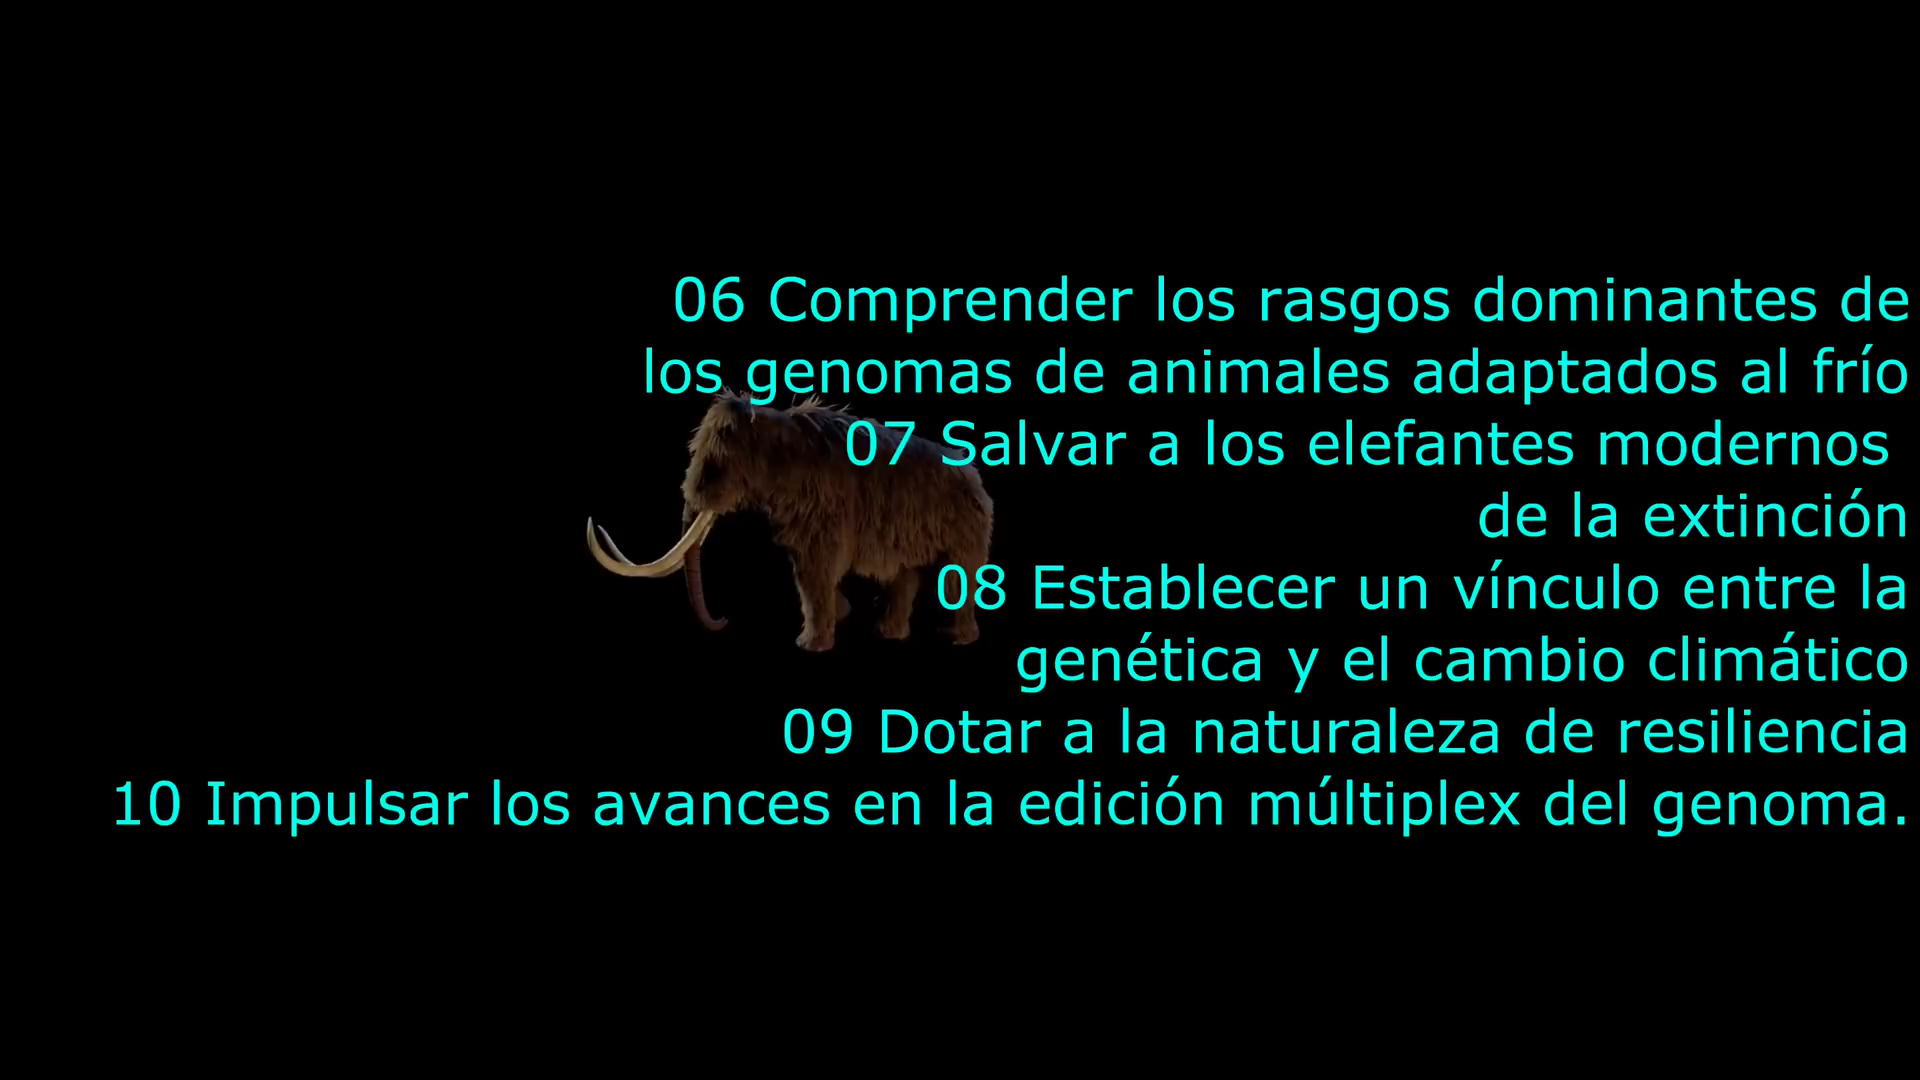 06 Comprender los rasgos dominantes de
los genomas de animales adaptados al frío
07 Salvar a los elefantes modernos
de la extinción
08 Establecer un vínculo entre la
genética y el cambio climático
09 Dotar a la naturaleza de resiliencia
10 Impulsar los avances en la edición múltiplex del genoma.